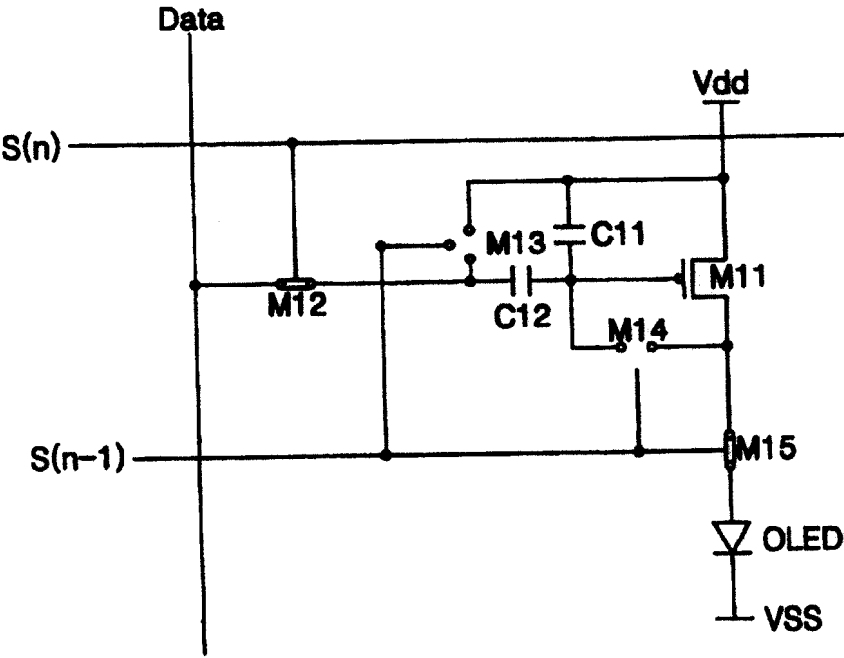 Data
Vdd
S(n)
M13
C11
M11
M12
C12
M14
S(n-1)
M15
OLED
VSS